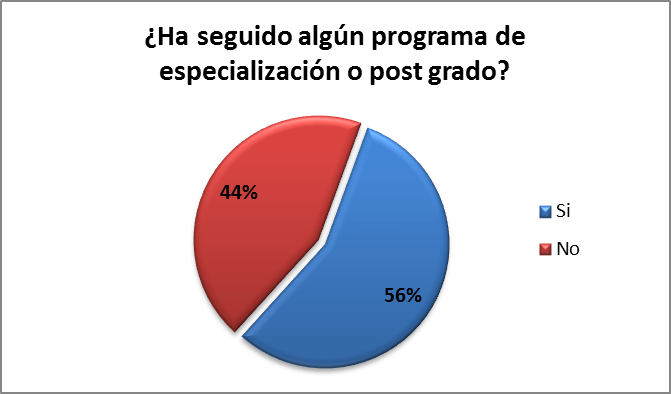 ¿Ha seguido algún programa de
especialización o post grado?
44%
Si
No
56%